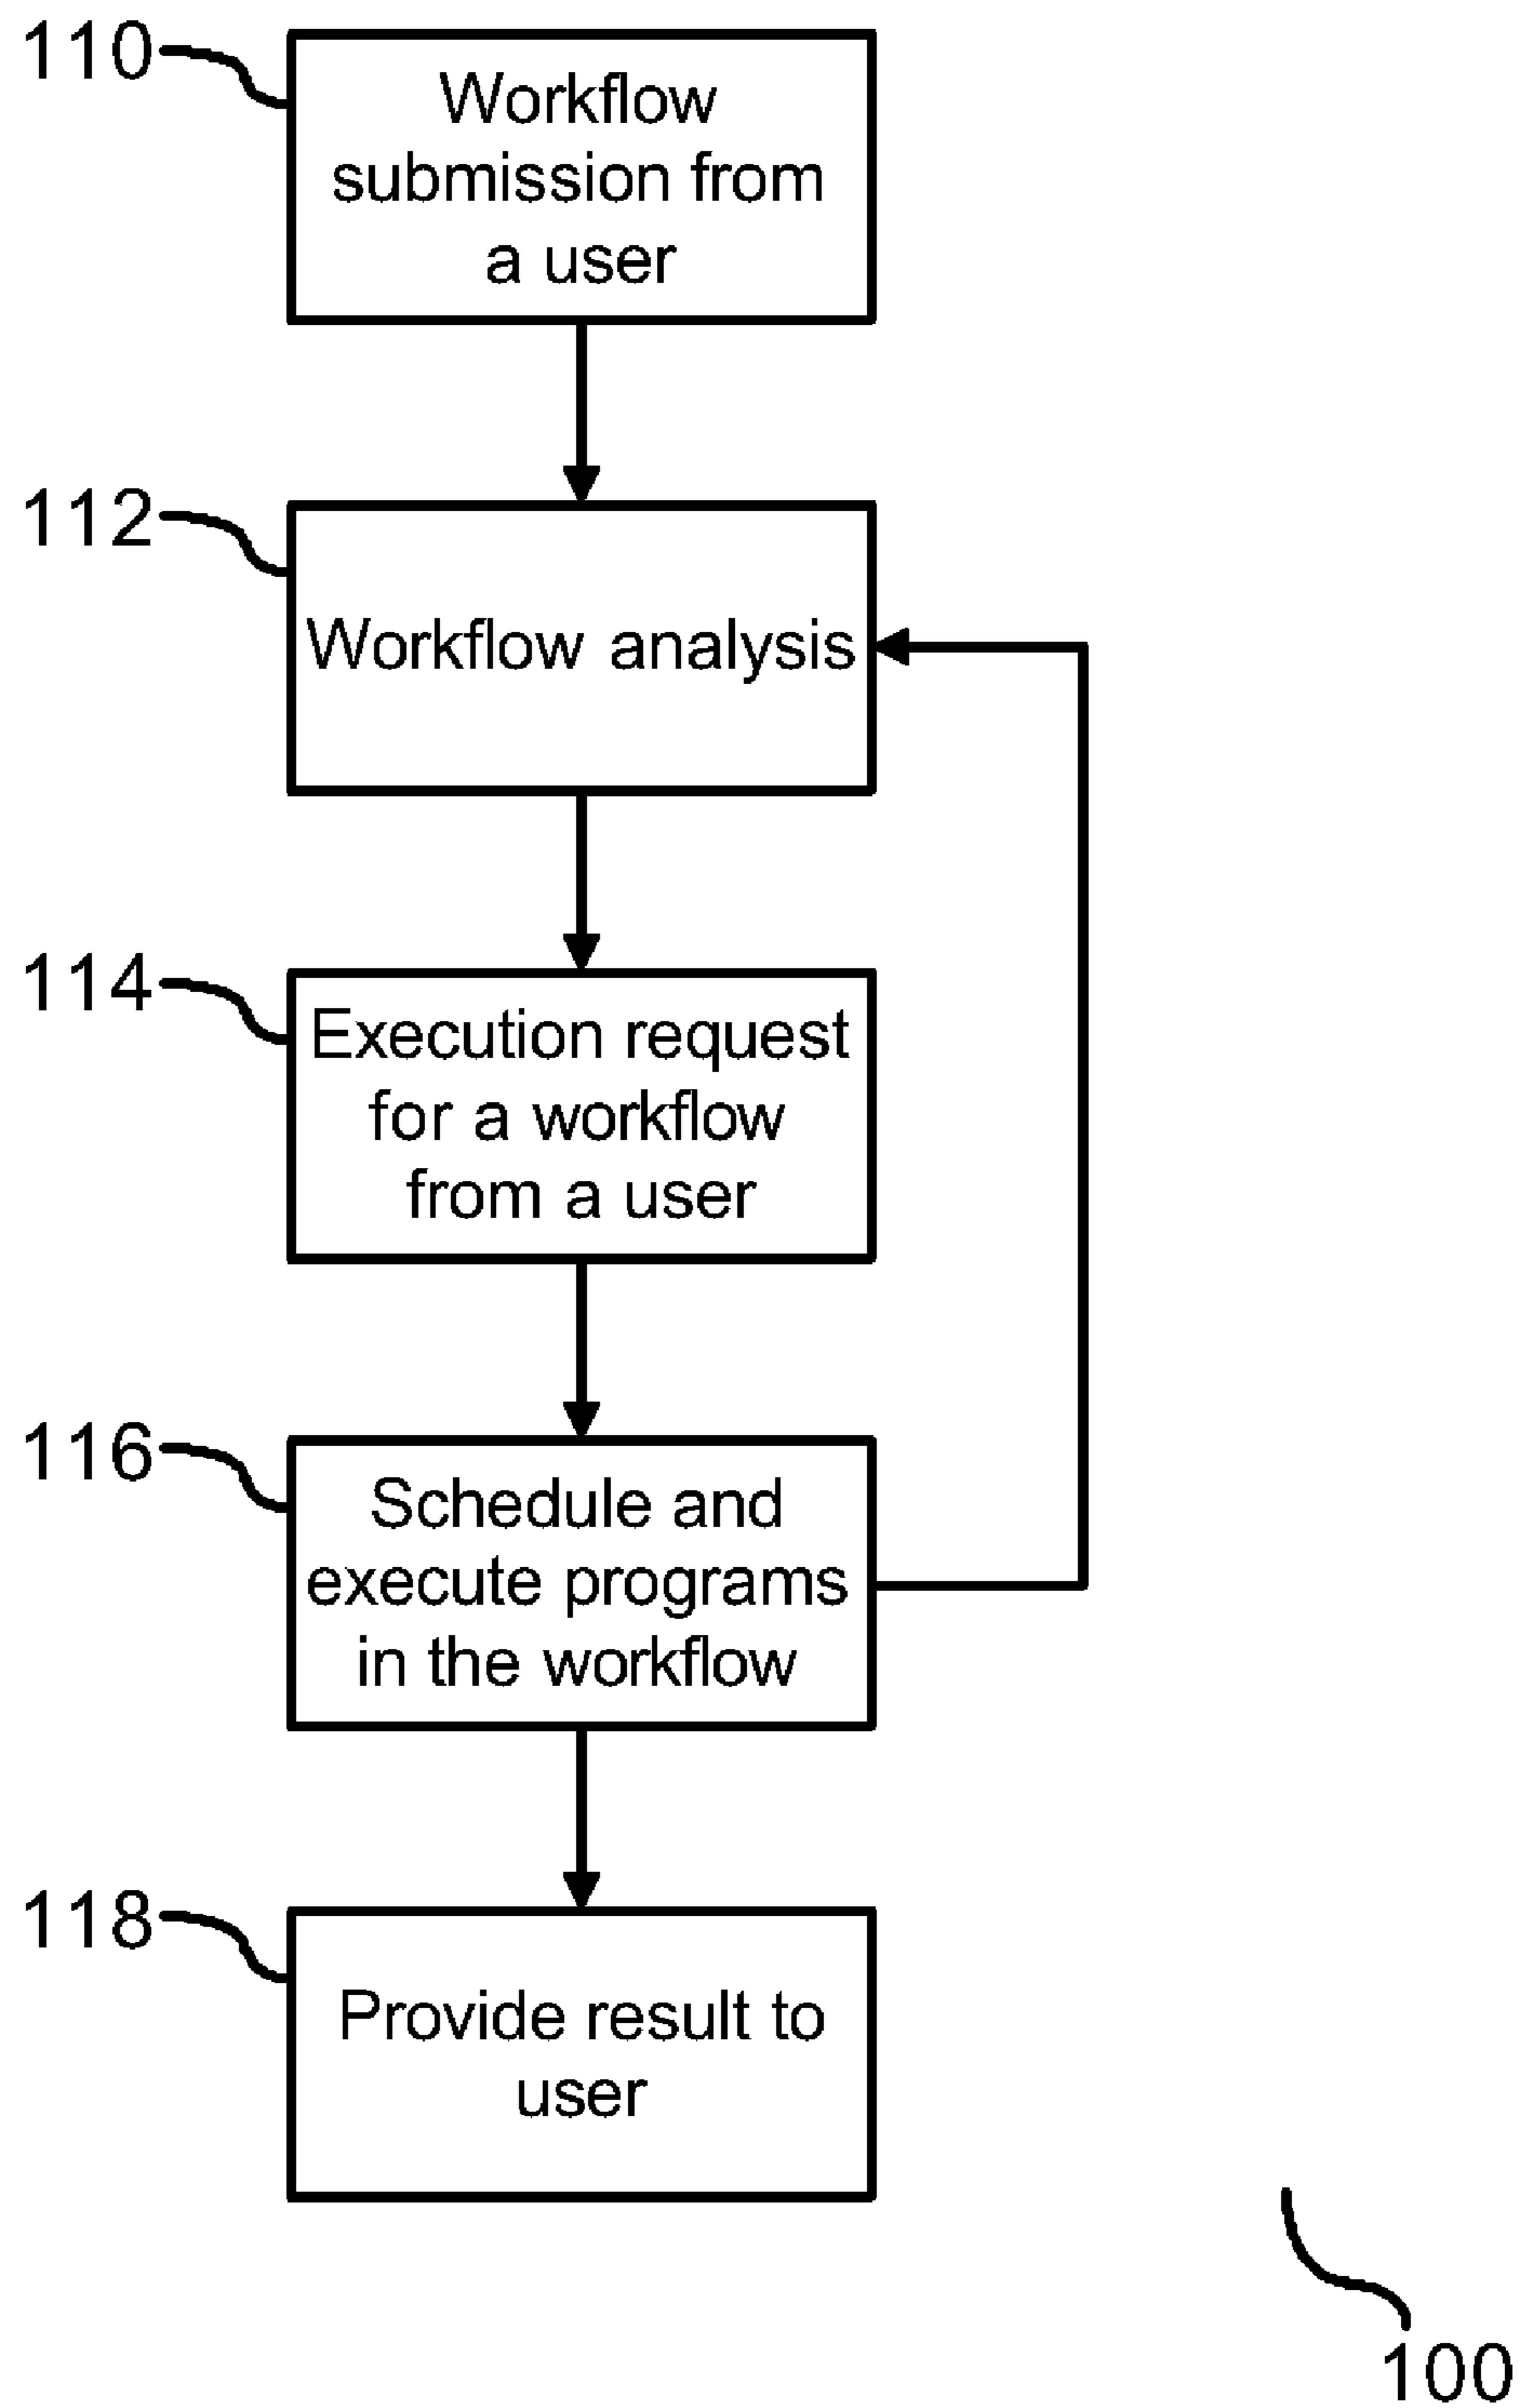 110
Workflow
submission from
a user
112
Workflow analysis
114
Execution request
for a workflow
from a user
116
Schedule and
execute programs
in the workflow
118
Provide result to
user
100